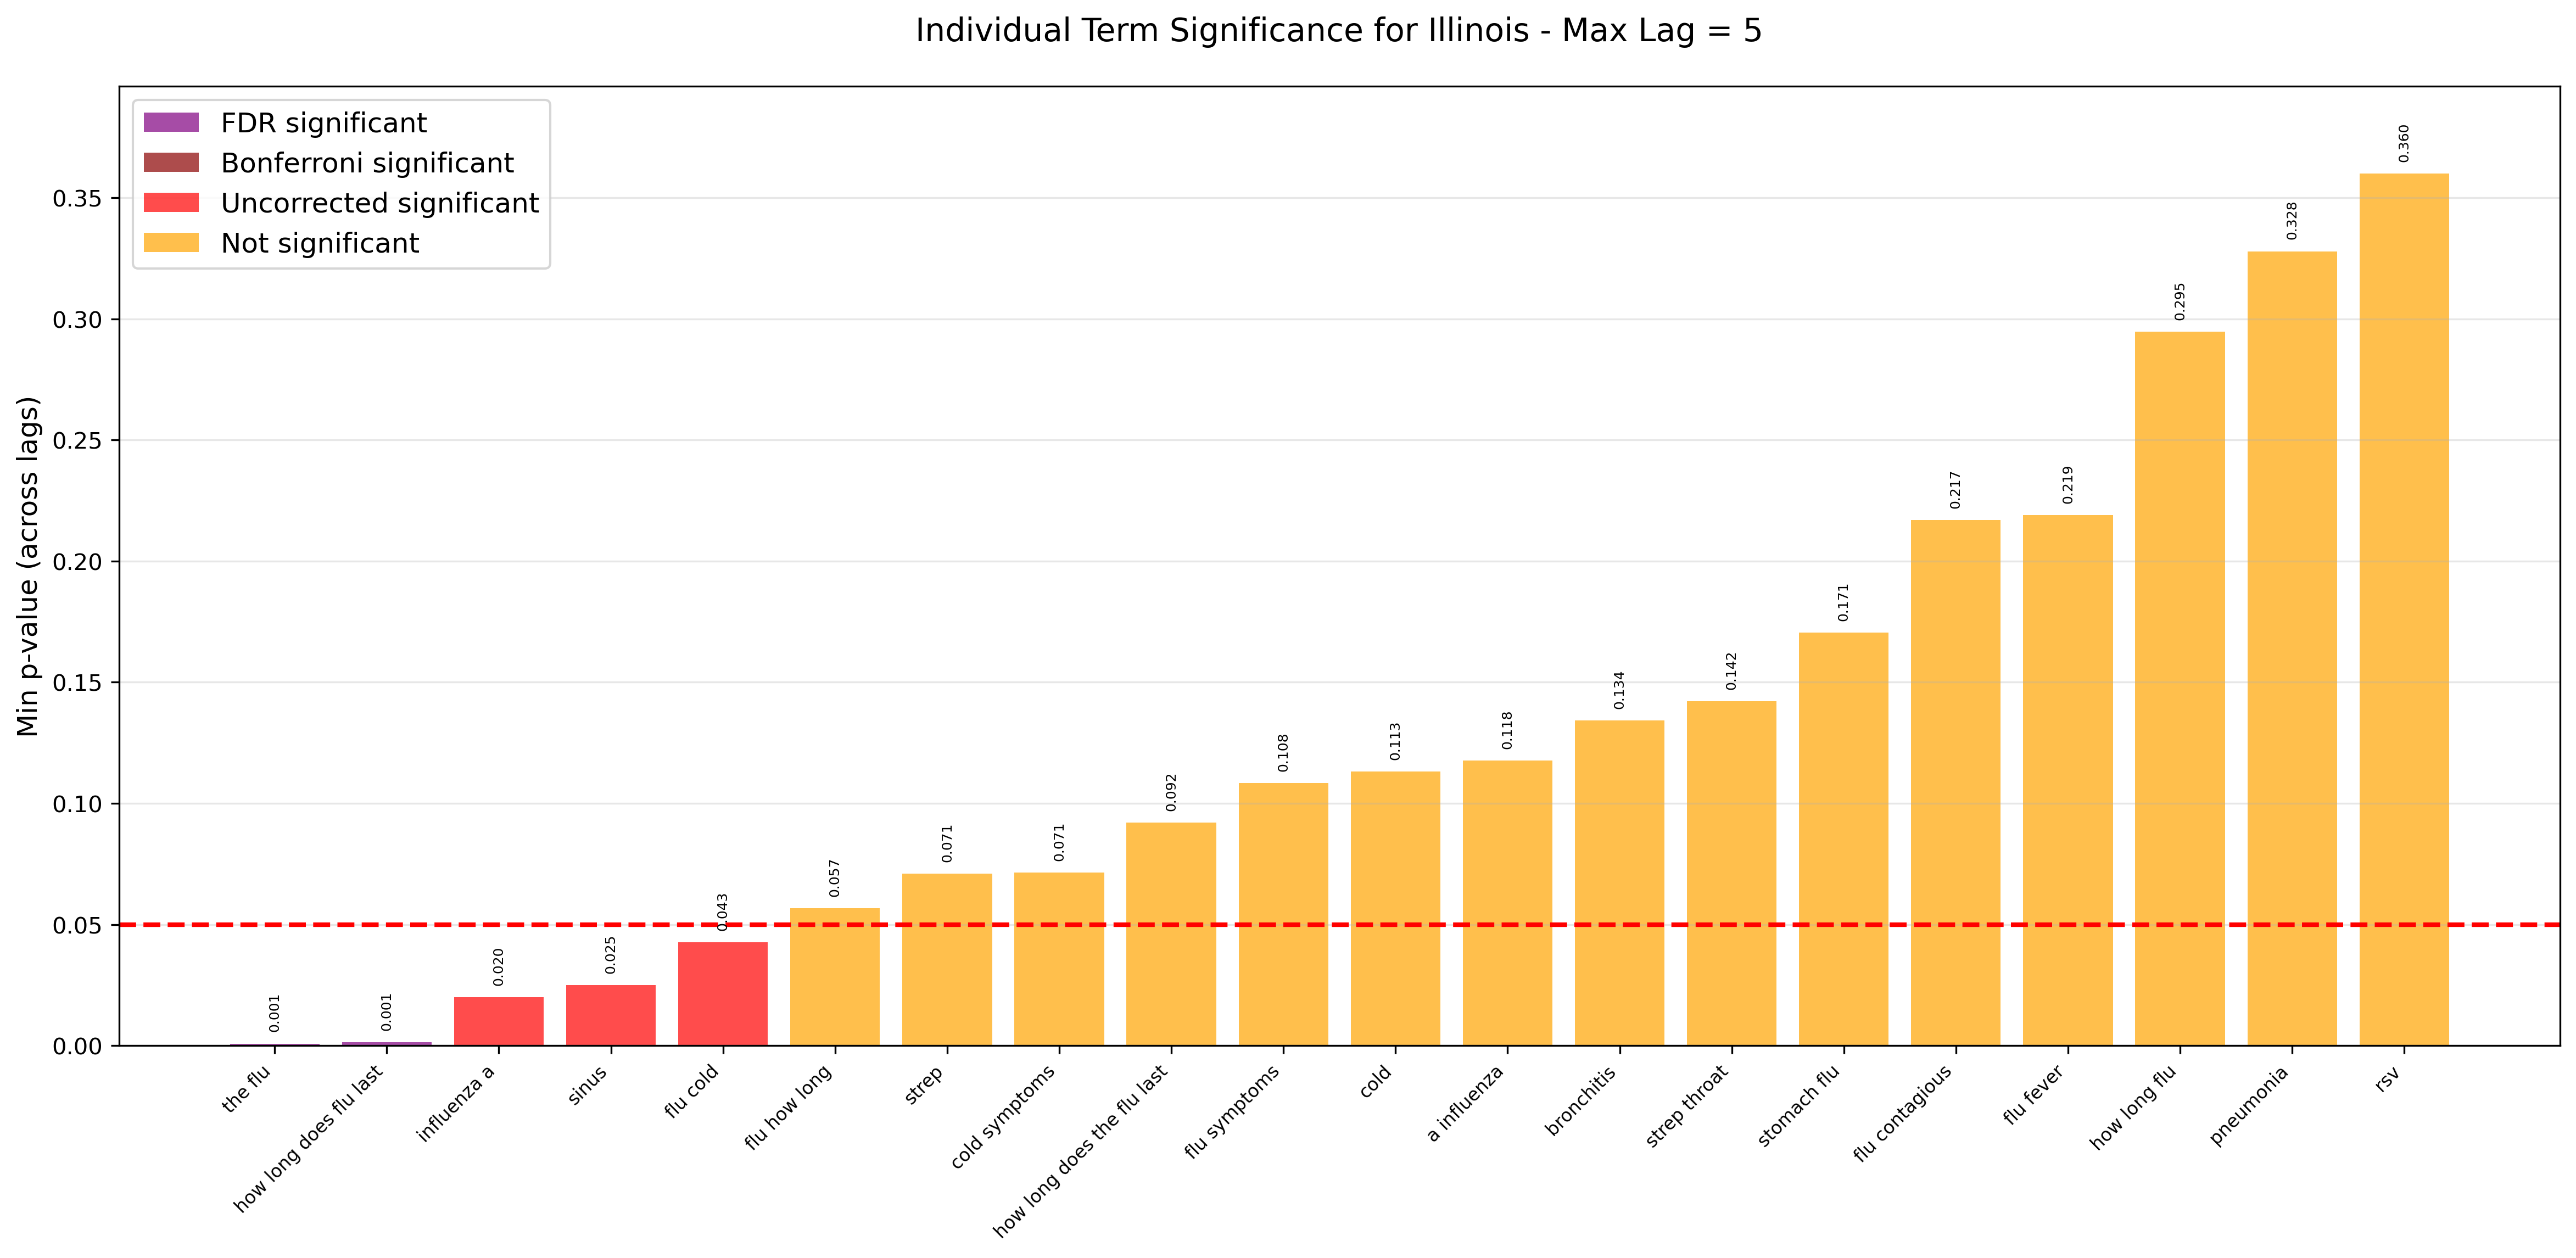 Individual Term Significance for Illinois - Max Lag = 5
FDR significant
Bonferroni significant
Uncorrected significant
Not significant
Min p-value (across lags)
0.35
0.30
0.25
0.20
0.15
0.10
0.05
0.00
0.001
0.001
0.020
0.025
0.043
0.057
0.071
0.071
0.092
0.108
0.113
0.118
0.134
0.142
0.171
0.217
0.219
0.295
0.328
0.360
the flu
how long does flu last
influenza a
sinus
flu cold
flu how long
strep
cold symptoms
how long does the flu last
flu symptoms
cold
a influenza
bronchitis
strep throat
stomach flu
flu contagious
flu fever
how long flu
pneumonia
rsv